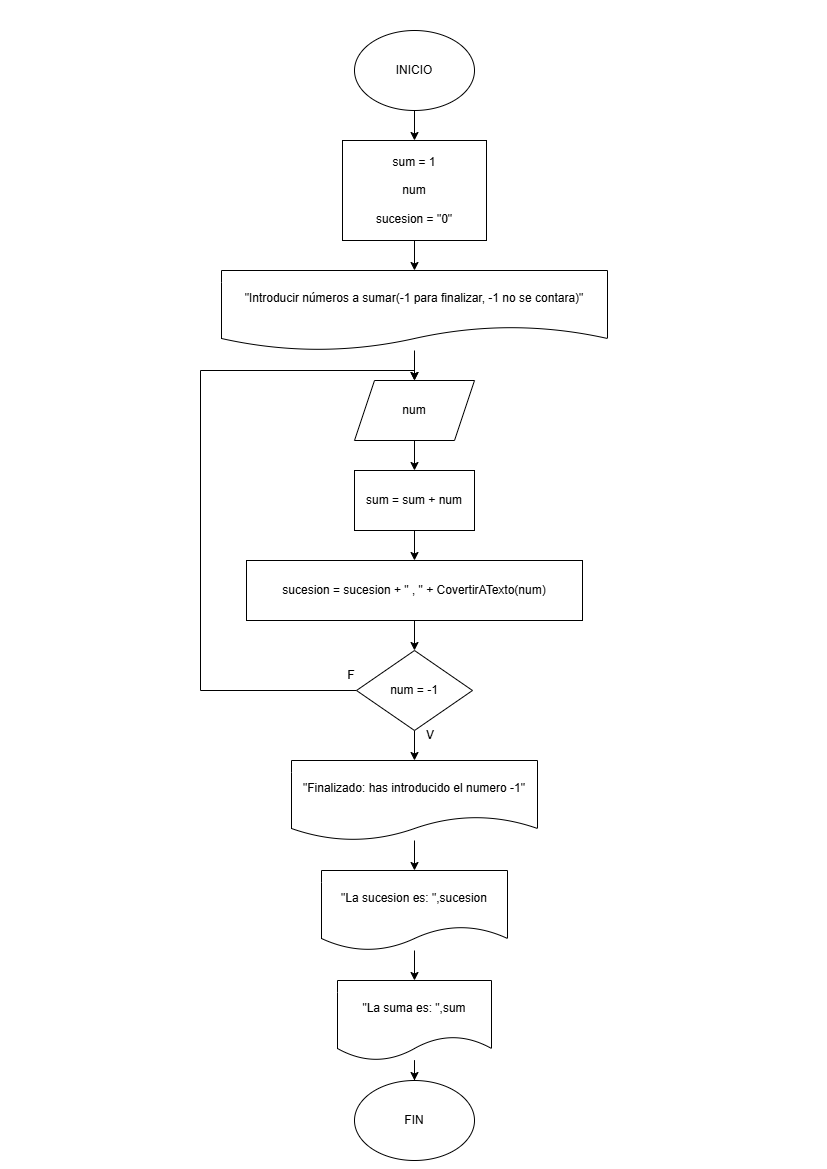 INICIO
sum = 1
num
sucesion = "0"
"Introducir números a sumar(-1 para finalizar, -1 no se contara)"
num
sum = sum + num
sucesion = sucesion + " , " + CovertirATexto(num)
F
num = -1
V
"Finalizado: has introducido el numero -1"
"La sucesion es: ",sucesion
"La suma es: ",sum
FIN